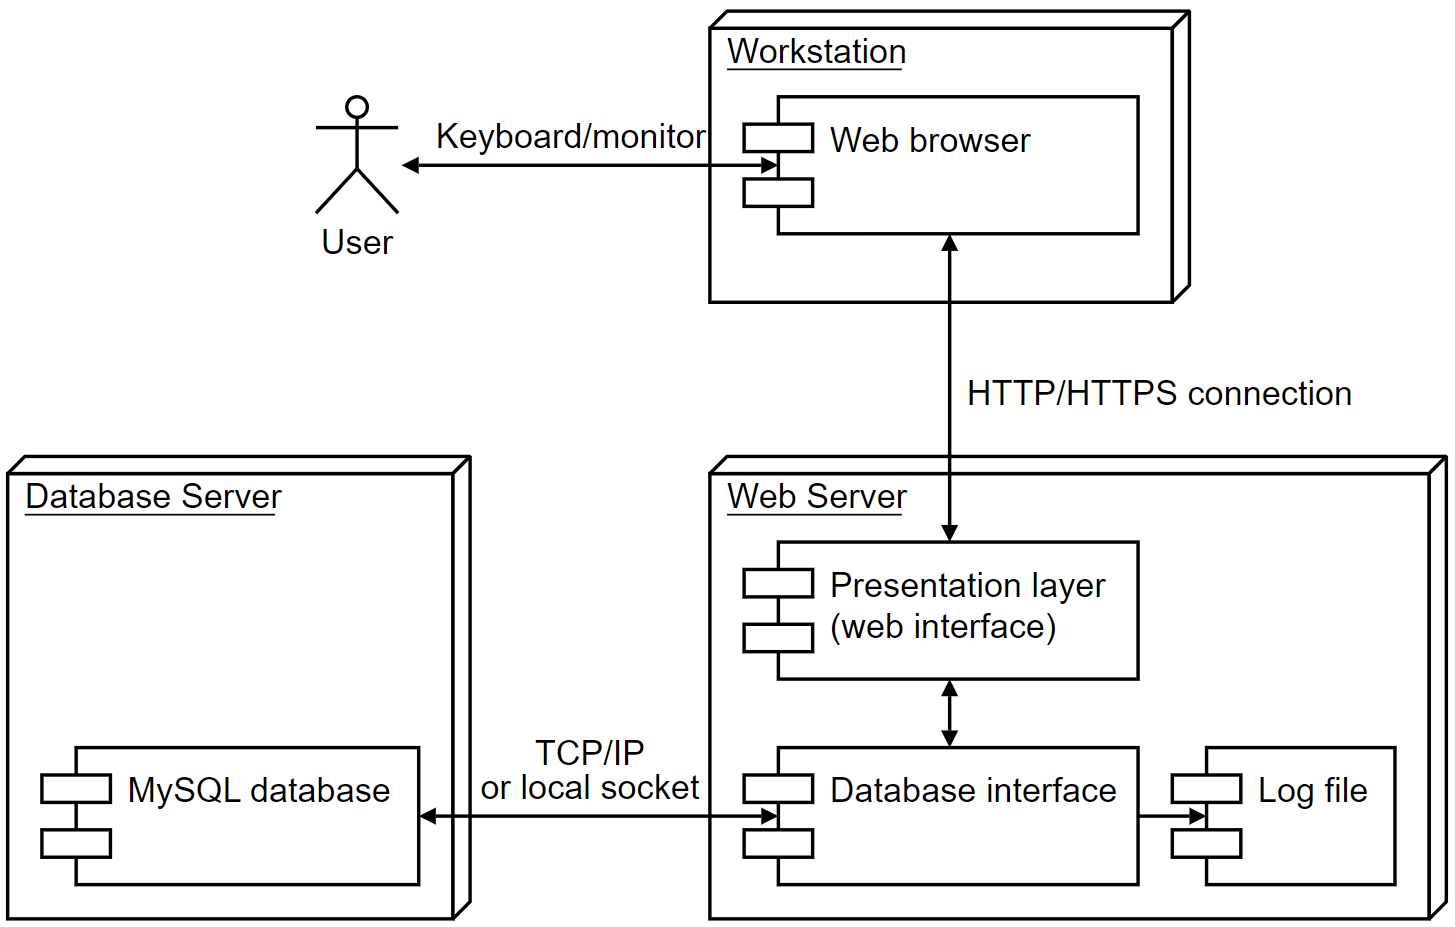 Workstation
Keyboard/monitor
Web browser
User
HTTP/HTTPS connection
Database Server
Web Server
Presentation layer
(web interface)
TCP/IP
or local socket
MySQL database
Database interface
Log file